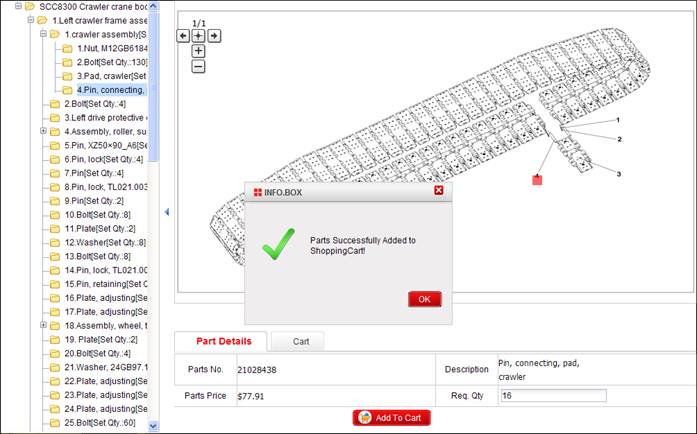 SCC8300 Crawler crane bod
1.Left crawler frame asse
1.crawler assembly[S
1.Nut, M12GB6184
2.Bolt[Set Qty.:130]
3.Pad, crawler[Set
4.Pin, connecting,
2.Bolt[Set Qty.:4]
3.Left drive protective c
4.Assembly, roller, su
5.Pin, XZ50×90_A6[Se
6.Pin, lock[Set Qty.:4]
7.Pin[Set Qty.:4]
8.Pin, lock, TL021.003
9.Pin[Set Qty.:2]
10.Bolt[Set Qty.:8]
11.Plate[Set Qty.:2]
12.Washer[Set Qty.:8]
13.Bolt[Set Qty.:8]
14.Pin, lock, TL021.00
15.Pin, retaining[Set Q
16.Plate, adjusting[Se
17.Plate, adjusting[Se
18.Assembly, wheel, t
19. Plate[Set Qty.:2]
20.Bolt[Set Qty.:4]
21.Washer, 24GB97.1
22.Plate, adjusting[Se
23.Plate, adjusting[Se
24.Plate, adjusting[Se
25.Bolt[Set Qty.:60]
1/1
1
2
3
4
INFO.BOX
Parts Successfully Added to
ShoppingCart!
OK
Part Details
Cart
Parts No.
21028438
Description
Pin, connecting, pad,
crawler
Parts Price
$77.91
Req. Qty
16
Add To Cart